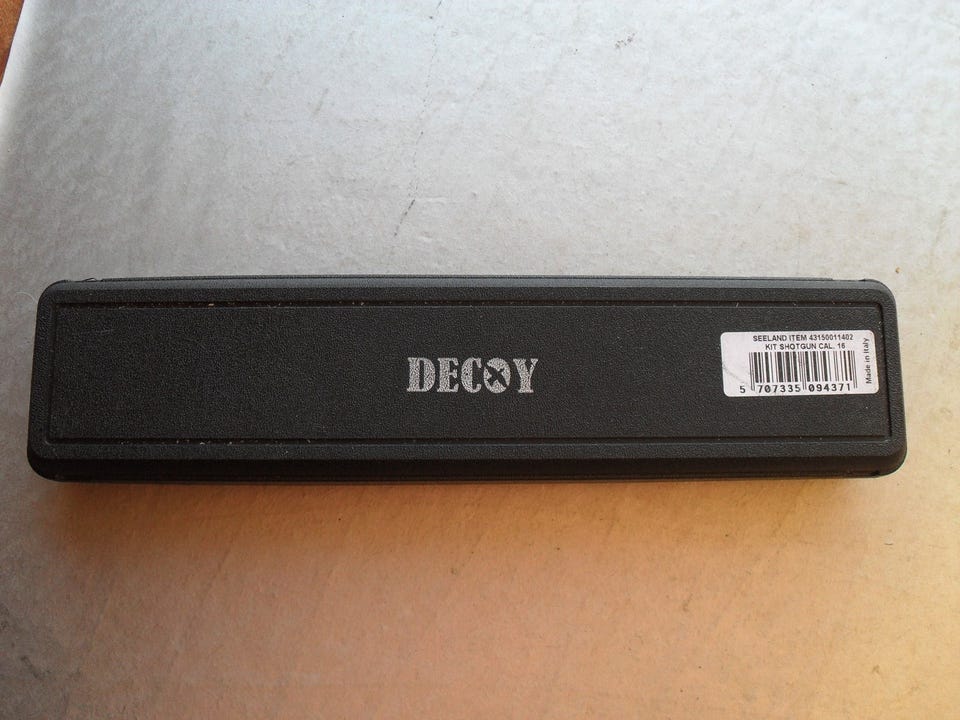 DECOY
SEELAND ITEM 43150011402
KIT SHOTGUN CAL. 16
5 707335 094371
Made in Italy